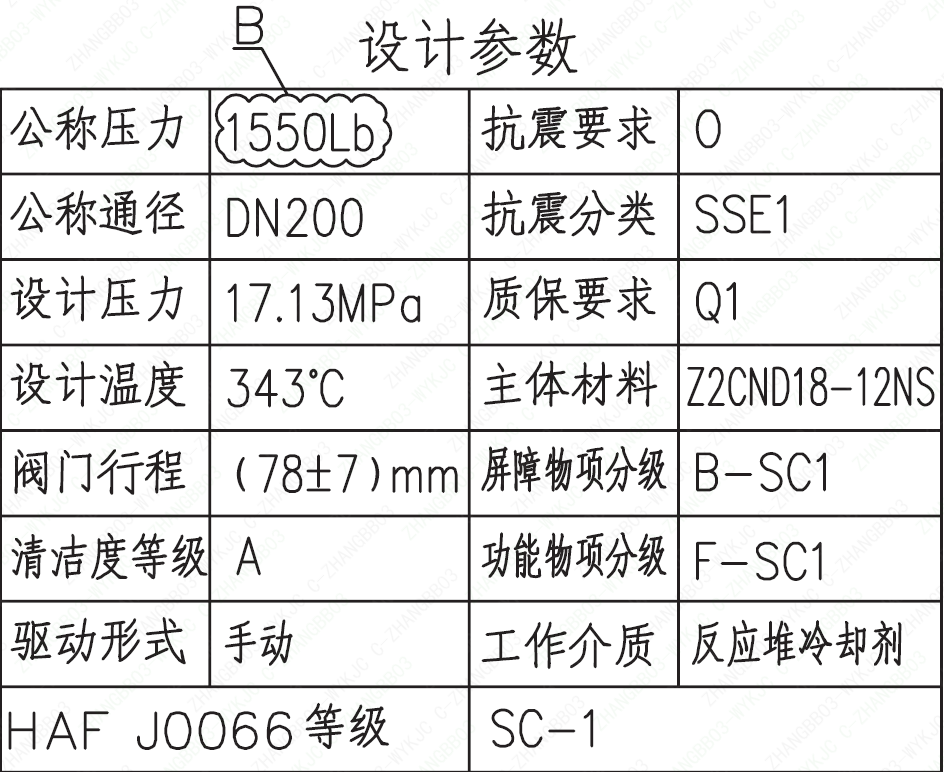 B
设计参数
公称压力 1550Lb 抗震要求 O
公称通径 DN200 抗震分类 SSE1
设计压力 17.13MPa 质保要求 Q1
设计温度 343℃ 主体材料 Z2CND18-12NS
阀门行程 (78±7)mm 屏障物项分级 B-SC1
清洁度等级 A 功能物项分级 F-SC1
驱动形式 手动 工作介质 反应堆冷却剂
HAF J0066等级 SC-1